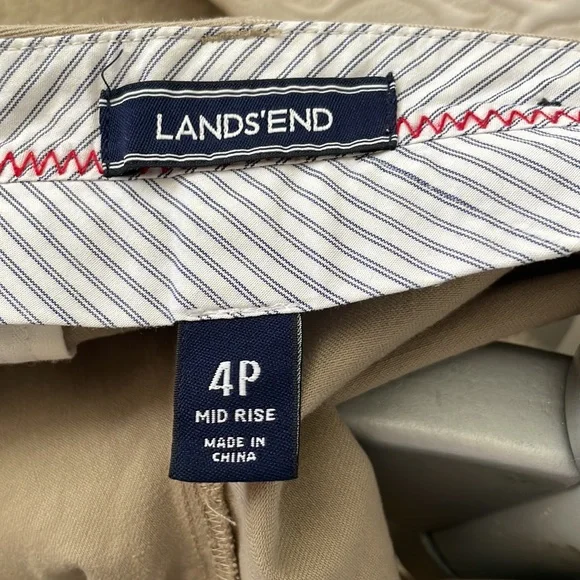 LANDS'END
4P
MID RISE
MADE IN
CHINA